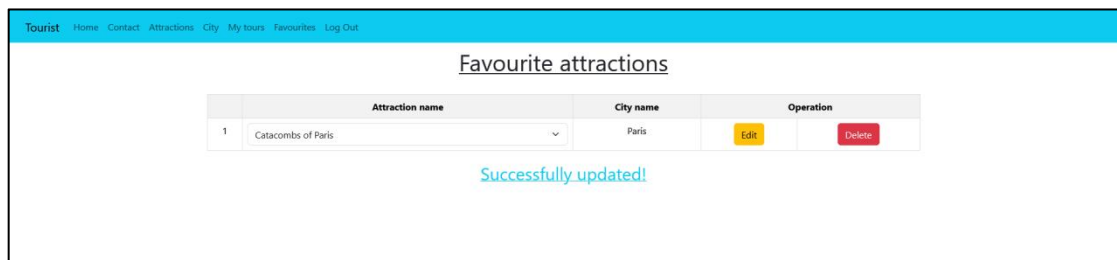 Tourist Home Contact Attractions City My tours Favourites Log Out
Favourite attractions
Attraction name City name Operation
1 Catacombs of Paris Paris Edit Delete
Successfully updated!